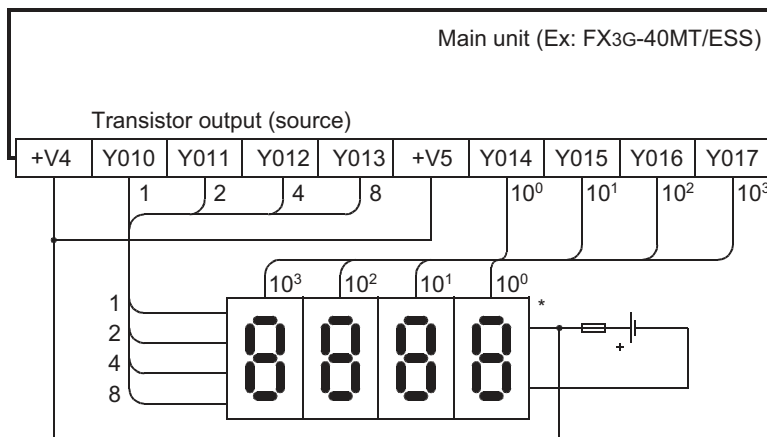 Main unit (Ex: FX3G-40MT/ESS)
Transistor output (source)
+V4 Y010 Y011 Y012 Y013 +V5 Y014 Y015 Y016 Y017
1 2 4 8 10⁰ 10¹ 10² 10³
10³ 10² 10¹ 10⁰
*
1
2
+
4
8